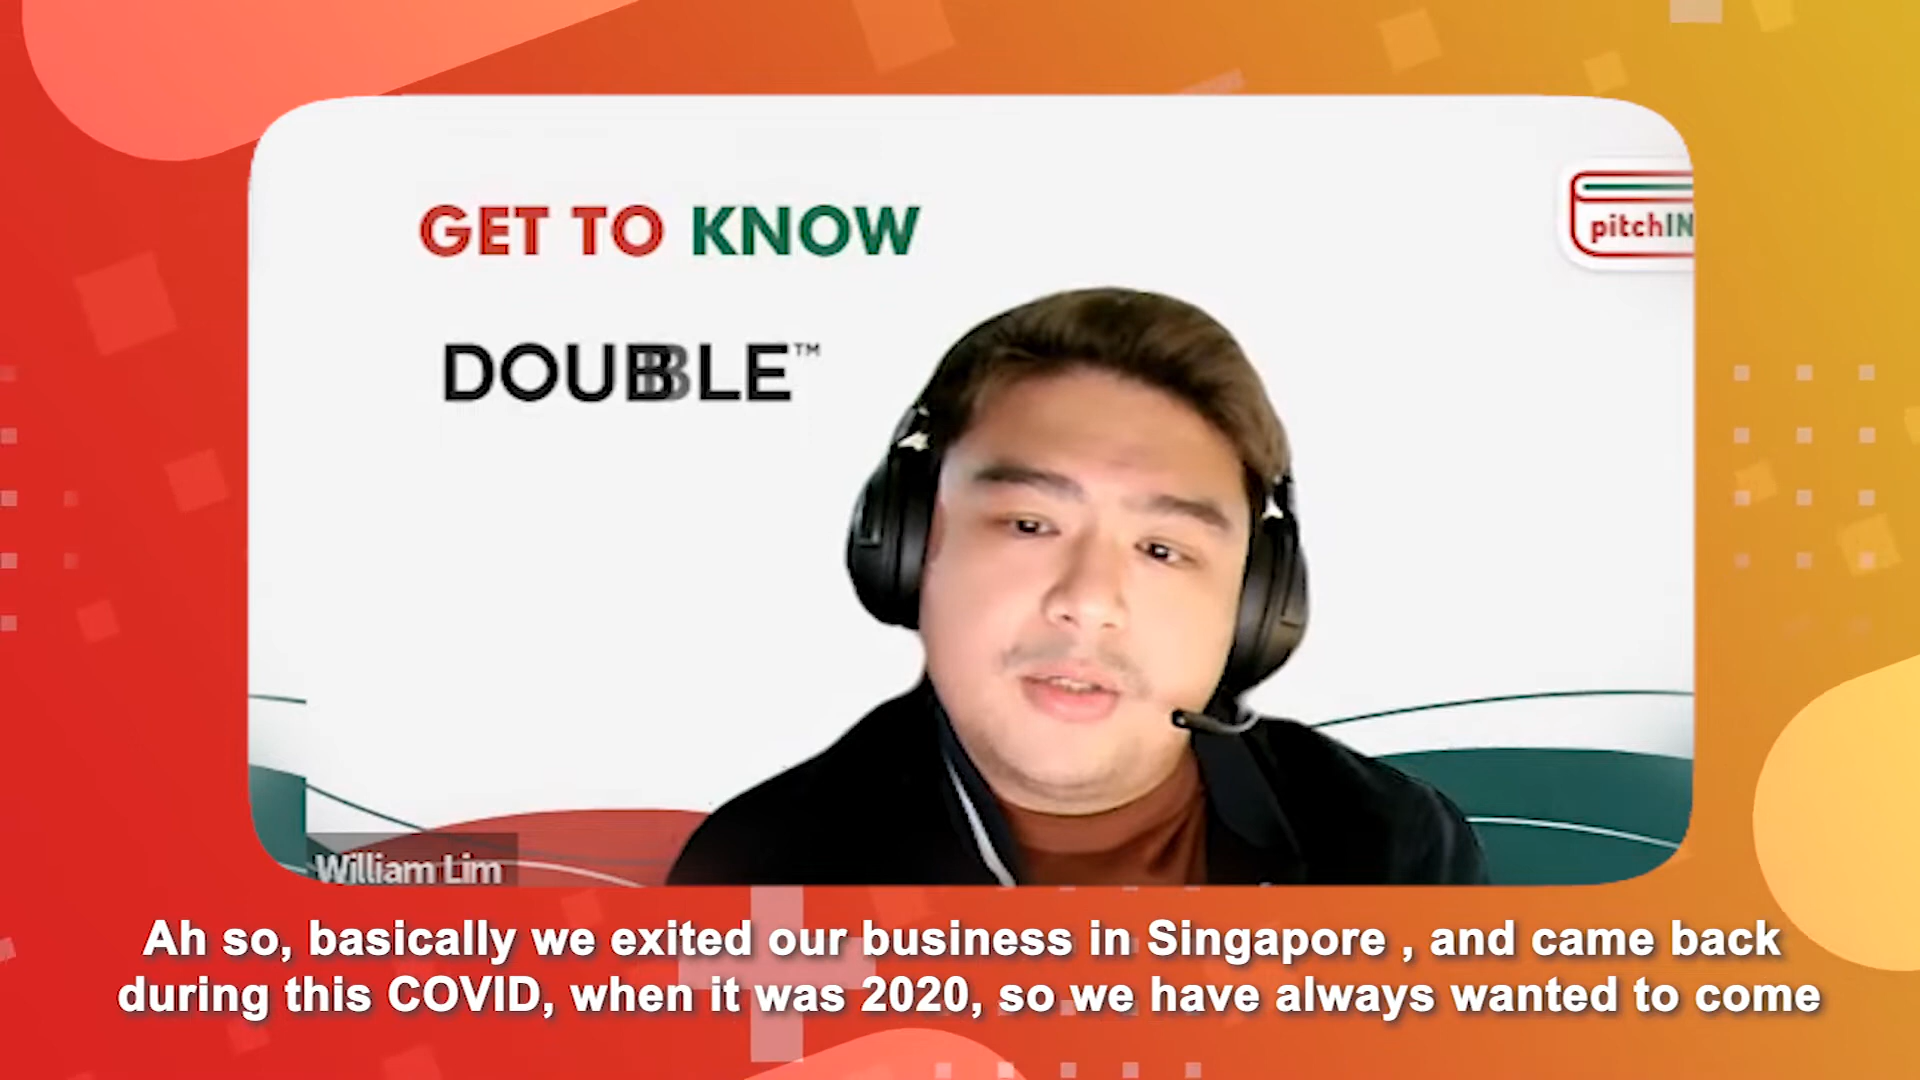 GET TO KNOW
pitchIN
DOUBBLE™
William Lim
Ah so, basically we exited our business in Singapore , and came back
during this COVID, when it was 2020, so we have always wanted to come